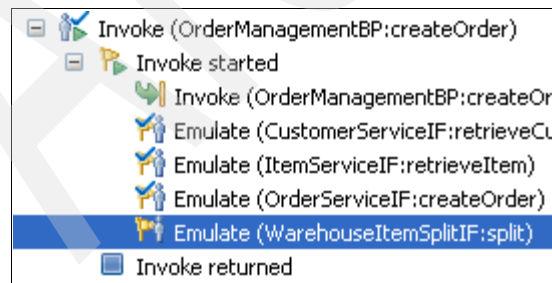 Invoke (OrderManagementBP:createOrder)
Invoke started
Invoke (OrderManagementBP:createOr
Emulate (CustomerServiceIF:retrieveCu
Emulate (ItemServiceIF:retrieveItem)
Emulate (OrderServiceIF:createOrder)
Emulate (WarehouseItemSplitIF:split)
Invoke returned